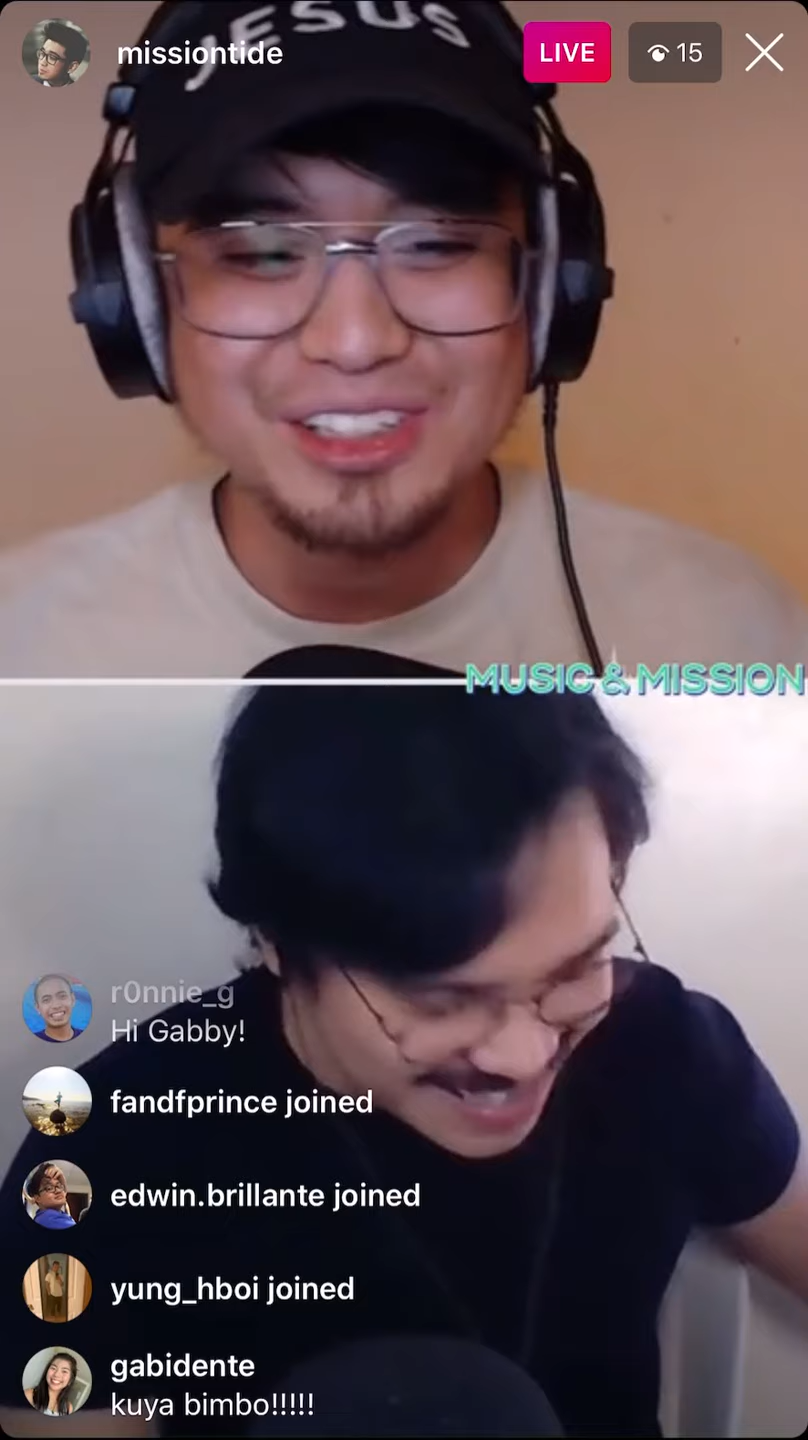 JESUS
missiontide
LIVE
15
MUSIC & MISSION
r0nnie_g
Hi Gabby!
fandfprince joined
edwin.brillante joined
yung_hboi joined
gabidente
kuya bimbo!!!!!